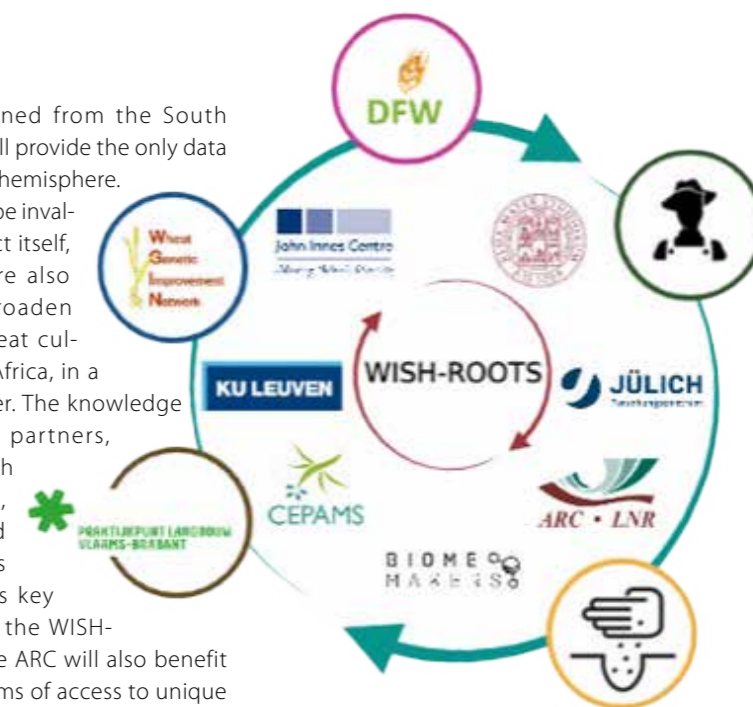 ned from the South
ll provide the only data
hemisphere.
be inval-
ct itself,
re also
roaden
eat cul-
Africa, in a
er. The knowledge
partners,
h
,
d
s
s key
the WISH-
e ARC will also benefit
ms of access to unique
DFW
Wheat
Genetic
Improvement
Network
John Innes Centre
KU LEUVEN
WISH-ROOTS
JÜLICH
Forschungszentrum
CEPAMS
ARC • LNR
PRAKTIJKPUNT LANDBOUW
VLAAMS-BRABANT
BIOME
MAKERS